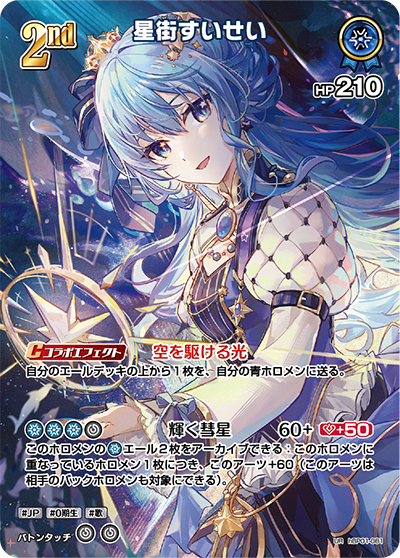 2nd
星街すいせい
HP 210
コラボエフェクト 空を駆ける光
自分のエールデッキの上から1枚を、自分の青ホロメンに送る。
輝く彗星 60+ +50
このホロメンの エール2枚をアーカイブできる：このホロメンに
重なっているホロメン1枚につき、このアーツ+60（このアーツは
相手のバックホロメンも対象にできる）。
#JP #0期生 #歌
バトンタッチ
UR hBP01-081